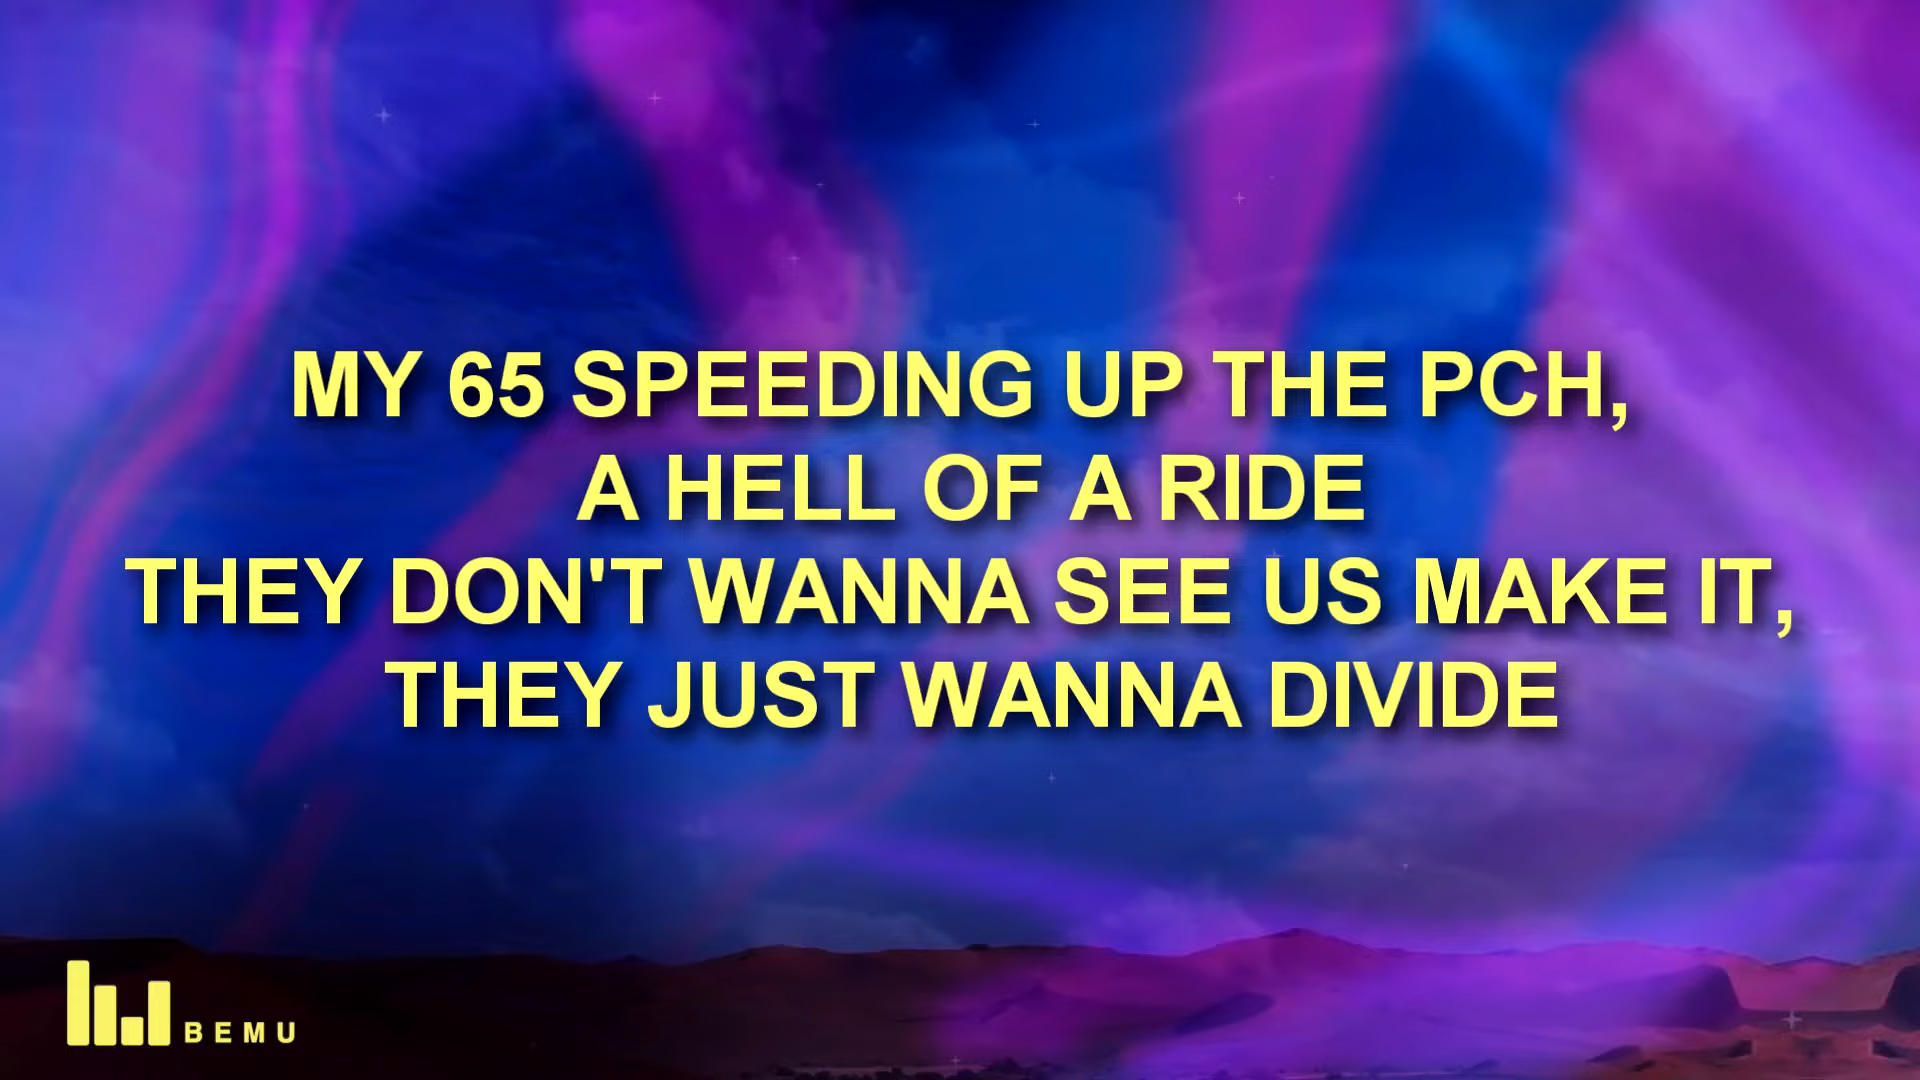 MY 65 SPEEDING UP THE PCH,
A HELL OF A RIDE
THEY DON'T WANNA SEE US MAKE IT,
THEY JUST WANNA DIVIDE
BEMU